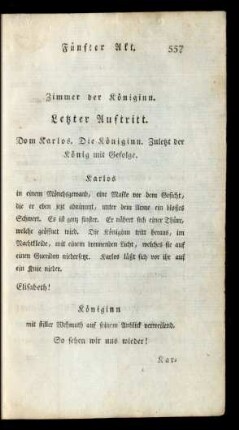 Fünfter Akt. 557
Zimmer der Königinn.
Letzter Auftritt.
Dom Karlos. Die Königinn. Zuletzt der
König mit Gefolge.
Karlos
in einem Mönchsgewand, eine Maske vor dem Gesicht,
die er eben jezt abnimmt, unter dem Arme ein bloßes
Schwert. Es ist ganz finster. Er nähert sich einer Thüre,
welche geöffnet wird. Die Königinn tritt heraus, im
Nachtkleide, mit einem brennenden Licht, welches sie auf
einen Gueridon niedersezt. Karlos läßt sich vor ihr auf
ein Knie nieder.
Elisabeth!
Königinn
mit stiller Wehmuth auf seinem Anblick verweilend.
So sehen wir uns wieder!
Kar-